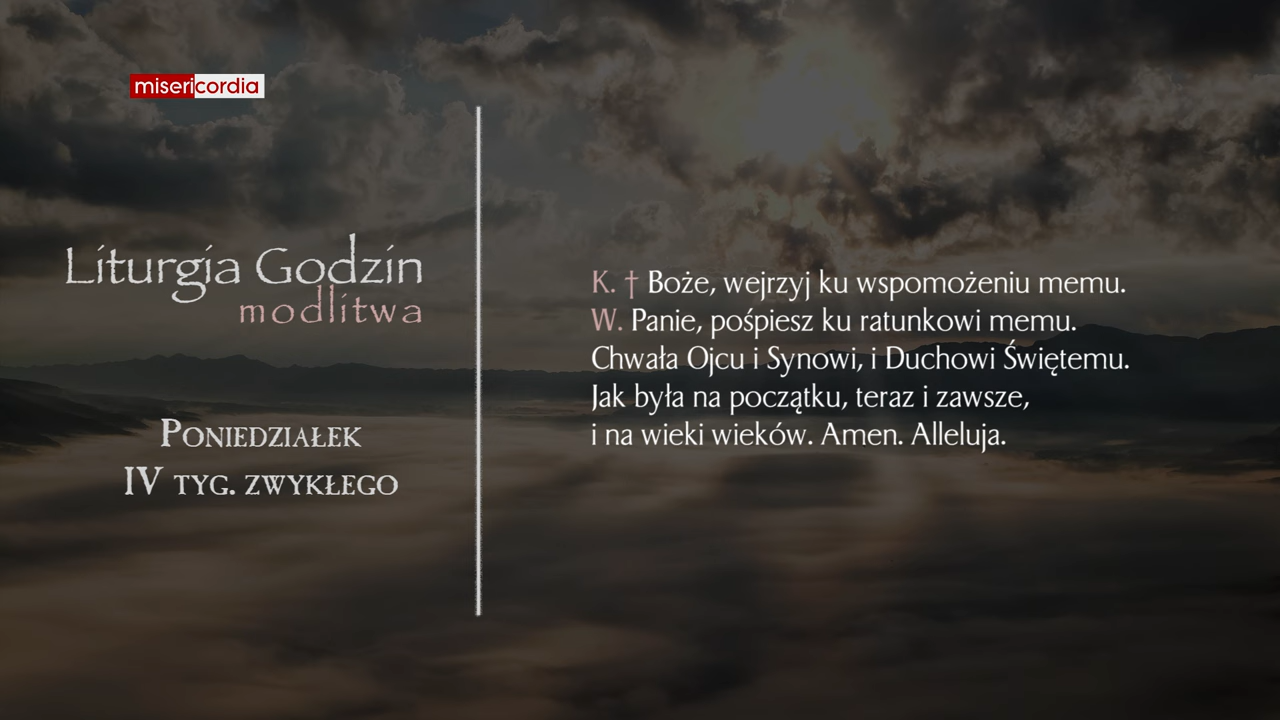 misericordia
Liturgia Godzin
modlitwa
Poniedziałek
IV tyg. zwykłego
K. † Boże, wejrzyj ku wspomożeniu memu.
W. Panie, pośpiesz ku ratunkowi memu.
Chwała Ojcu i Synowi, i Duchowi Świętemu.
Jak była na początku, teraz i zawsze,
i na wieki wieków. Amen. Alleluja.